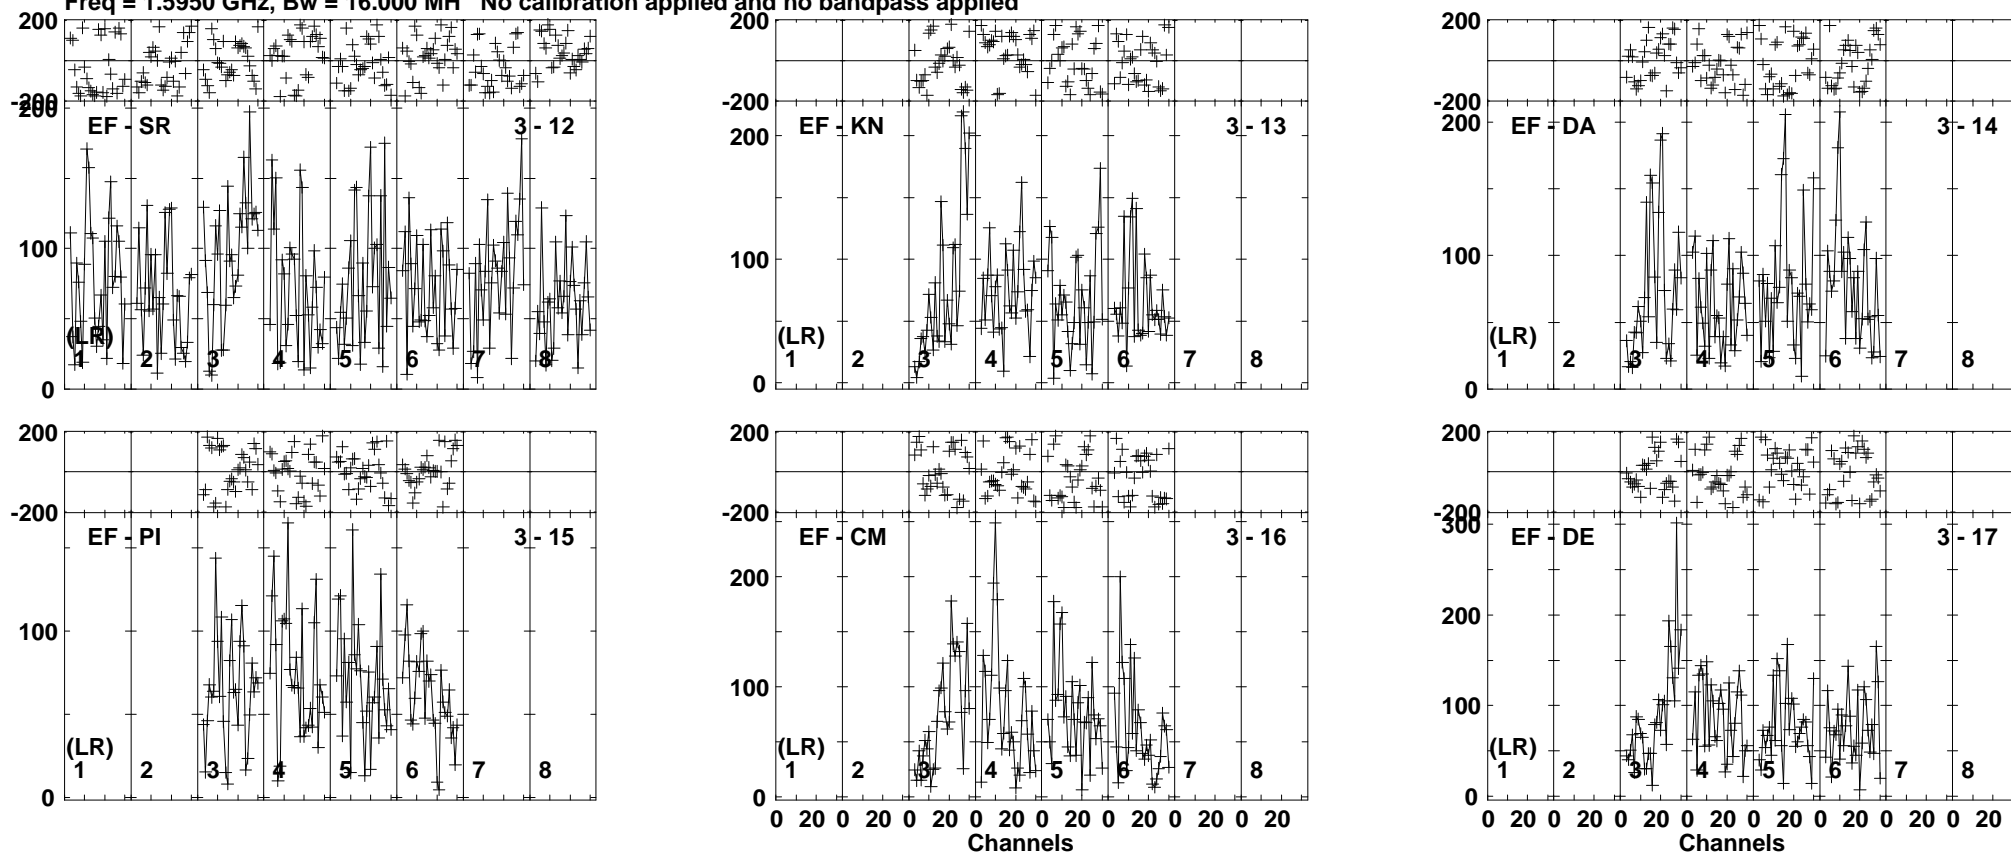 Freq = 1.5950 GHz, Bw = 16.000 MH No calibration applied and no bandpass applied
200 200 200
-200 -200 -200
200
EF - SR 3 - 12 EF - KN 3 - 13 EF - DA 3 - 14
200 200
100 100 100
(LR) (LR) (LR)
1 2 3 4 5 6 7 8 1 2 3 4 5 6 7 8 1 2 3 4 5 6 7 8
0 0 0
200 200 200
-200 -200 -200
300
EF - PI 3 - 15 EF - CM 3 - 16 EF - DE 3 - 17
200 200
100 100 100
(LR) (LR) (LR)
1 2 3 4 5 6 7 8 1 2 3 4 5 6 7 8 1 2 3 4 5 6 7 8
0 0 0
0 20 0 20 0 20 0 20 0 20 0 20 0 20 0 20 0 20 0 20 0 20 0 20 0 20 0 20 0 20 0 20
Channels Channels